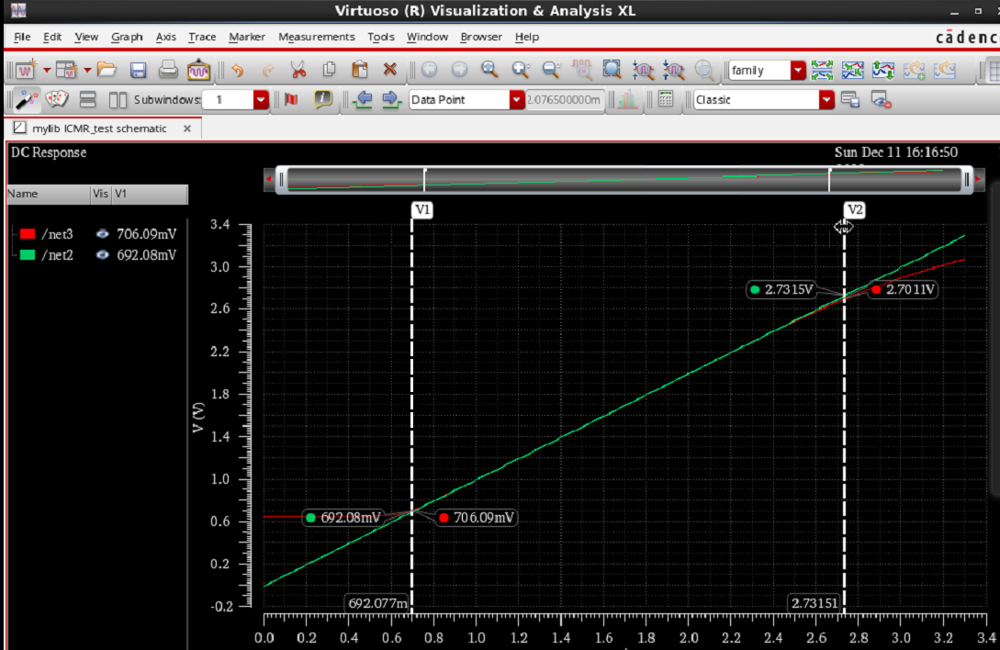 Virtuoso (R) Visualization & Analysis XL
File Edit View Graph Axis Trace Marker Measurements Tools Window Browser Help
cādenc
family
Subwindows: 1
Data Point
2.076500000m
Classic
mylib ICMR_test schematic
DC Response
Sun Dec 11 16:16:50
Name Vis V1
/net3 706.09mV
/net2 692.08mV
V1
V2
3.4
3.0
2.7315V
2.7011V
2.6
2.2
1.8
V (V)
1.4
1.0
0.6
692.08mV
706.09mV
0.2
-0.2
692.077m
2.73151
0.0 0.2 0.4 0.6 0.8 1.0 1.2 1.4 1.6 1.8 2.0 2.2 2.4 2.6 2.8 3.0 3.2 3.4